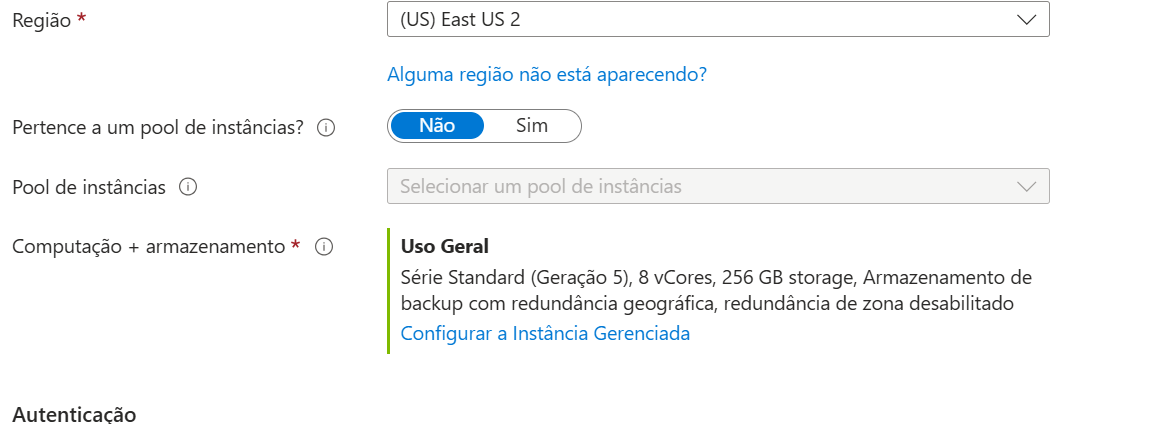 Região *
(US) East US 2
Alguma região não está aparecendo?
Pertence a um pool de instâncias?
Não
Sim
Pool de instâncias
Selecionar um pool de instâncias
Computação + armazenamento *
Uso Geral
Série Standard (Geração 5), 8 vCores, 256 GB storage, Armazenamento de
backup com redundância geográfica, redundância de zona desabilitado
Configurar a Instância Gerenciada
Autenticação